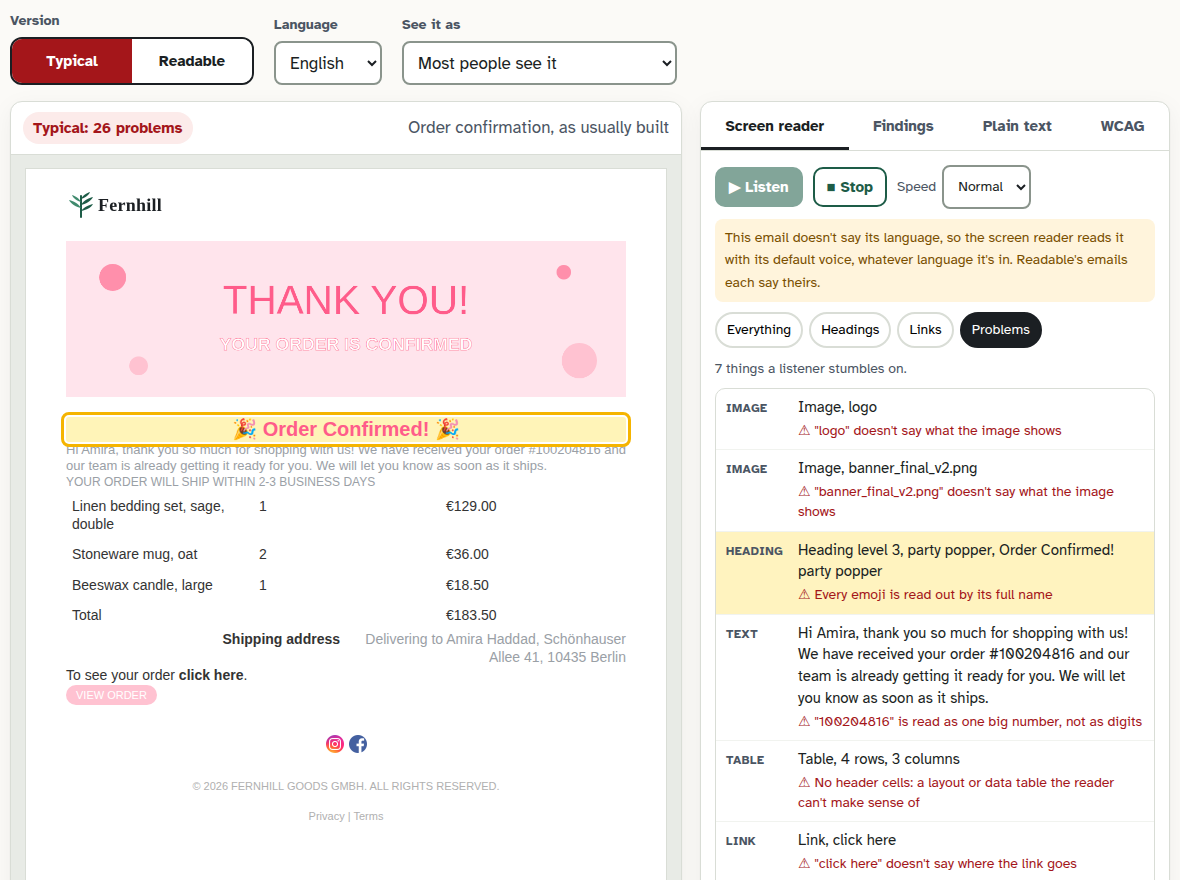 Version
Typical
Readable
Language
English
See it as
Most people see it
Typical: 26 problems
Order confirmation, as usually built
Fernhill
THANK YOU!
YOUR ORDER IS CONFIRMED
🎉 Order Confirmed! 🎉
Hi Amira, thank you so much for shopping with us! We have received your order #100204816 and
our team is already getting it ready for you. We will let you know as soon as it ships.
YOUR ORDER WILL SHIP WITHIN 2-3 BUSINESS DAYS
Linen bedding set, sage, 1 €129.00
double
Stoneware mug, oat 2 €36.00
Beeswax candle, large 1 €18.50
Total €183.50
Shipping address Delivering to Amira Haddad, Schönhauser
Allee 41, 10435 Berlin
To see your order click here.
VIEW ORDER
© 2026 FERNHILL GOODS GMBH. ALL RIGHTS RESERVED.
Privacy | Terms
Screen reader
Findings
Plain text
WCAG
▶ Listen
■ Stop
Speed
Normal
This email doesn't say its language, so the screen reader reads it
with its default voice, whatever language it's in. Readable's emails
each say theirs.
Everything
Headings
Links
Problems
7 things a listener stumbles on.
IMAGE Image, logo
⚠ "logo" doesn't say what the image shows
IMAGE Image, banner_final_v2.png
⚠ "banner_final_v2.png" doesn't say what the image
shows
HEADING Heading level 3, party popper, Order Confirmed!
party popper
⚠ Every emoji is read out by its full name
TEXT Hi Amira, thank you so much for shopping with us!
We have received your order #100204816 and our
team is already getting it ready for you. We will let
you know as soon as it ships.
⚠ "100204816" is read as one big number, not as digits
TABLE Table, 4 rows, 3 columns
⚠ No header cells: a layout or data table the reader
can't make sense of
LINK Link, click here
⚠ "click here" doesn't say where the link goes